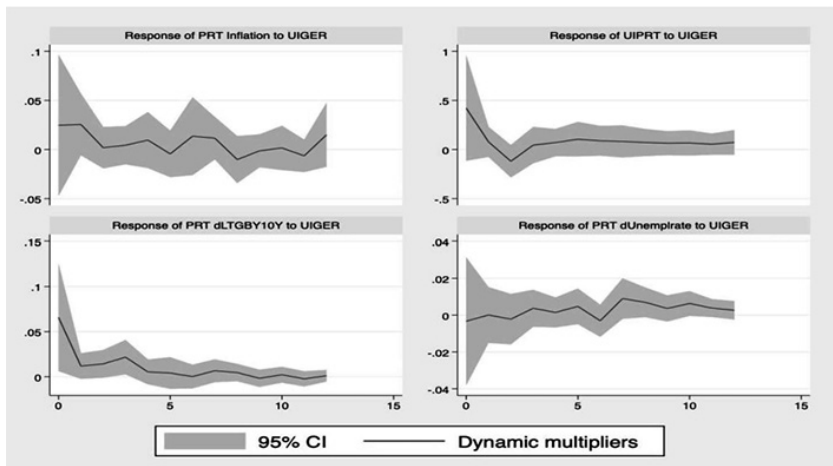 Response of PRT Inflation to UIGER
.1
.05
0
-.05
Response of UIPRT to UIGER
1
.5
0
-.5
Response of PRT dLTGBY10Y to UIGER
.15
.1
.05
0
0 5 10 15
Response of PRT dUnemplrate to UIGER
.04
.02
0
-.02
-.04
0 5 10 15
95% CI Dynamic multipliers